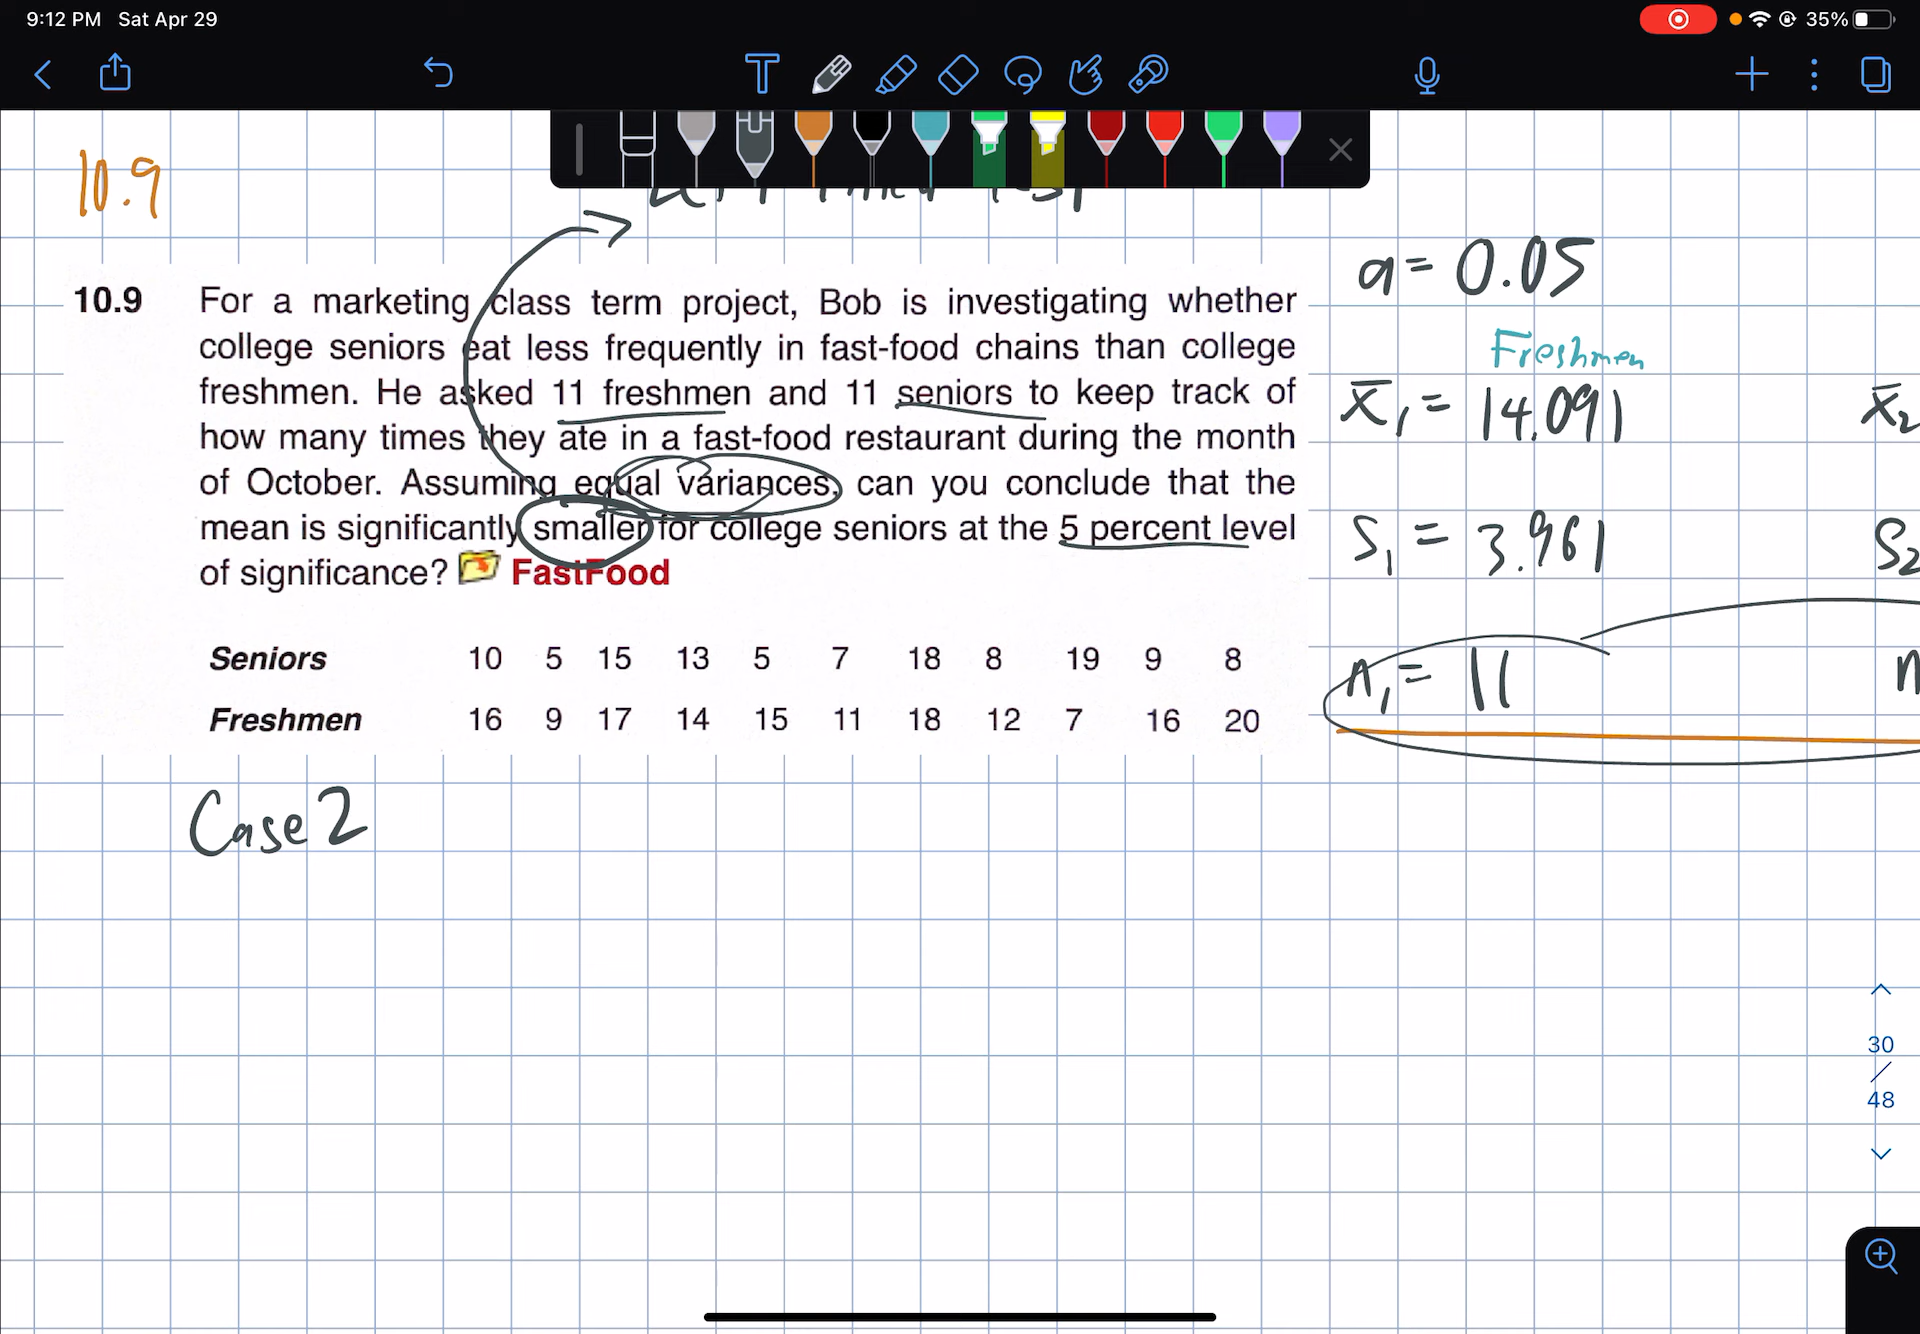 9:12 PM Sat Apr 29
35%
10.9
a = 0.05
10.9 For a marketing class term project, Bob is investigating whether
college seniors eat less frequently in fast-food chains than college
freshmen. He asked 11 freshmen and 11 seniors to keep track of
how many times they ate in a fast-food restaurant during the month
of October. Assuming equal variances, can you conclude that the
mean is significantly smaller for college seniors at the 5 percent level
of significance? FastFood
Seniors 10 5 15 13 5 7 18 8 19 9 8
Freshmen 16 9 17 14 15 11 18 12 7 16 20
Freshmen
x̄₁ = 14.091 x̄₂
S₁ = 3.961 S₂
n₁ = 11 n
Case 2
30
/
48